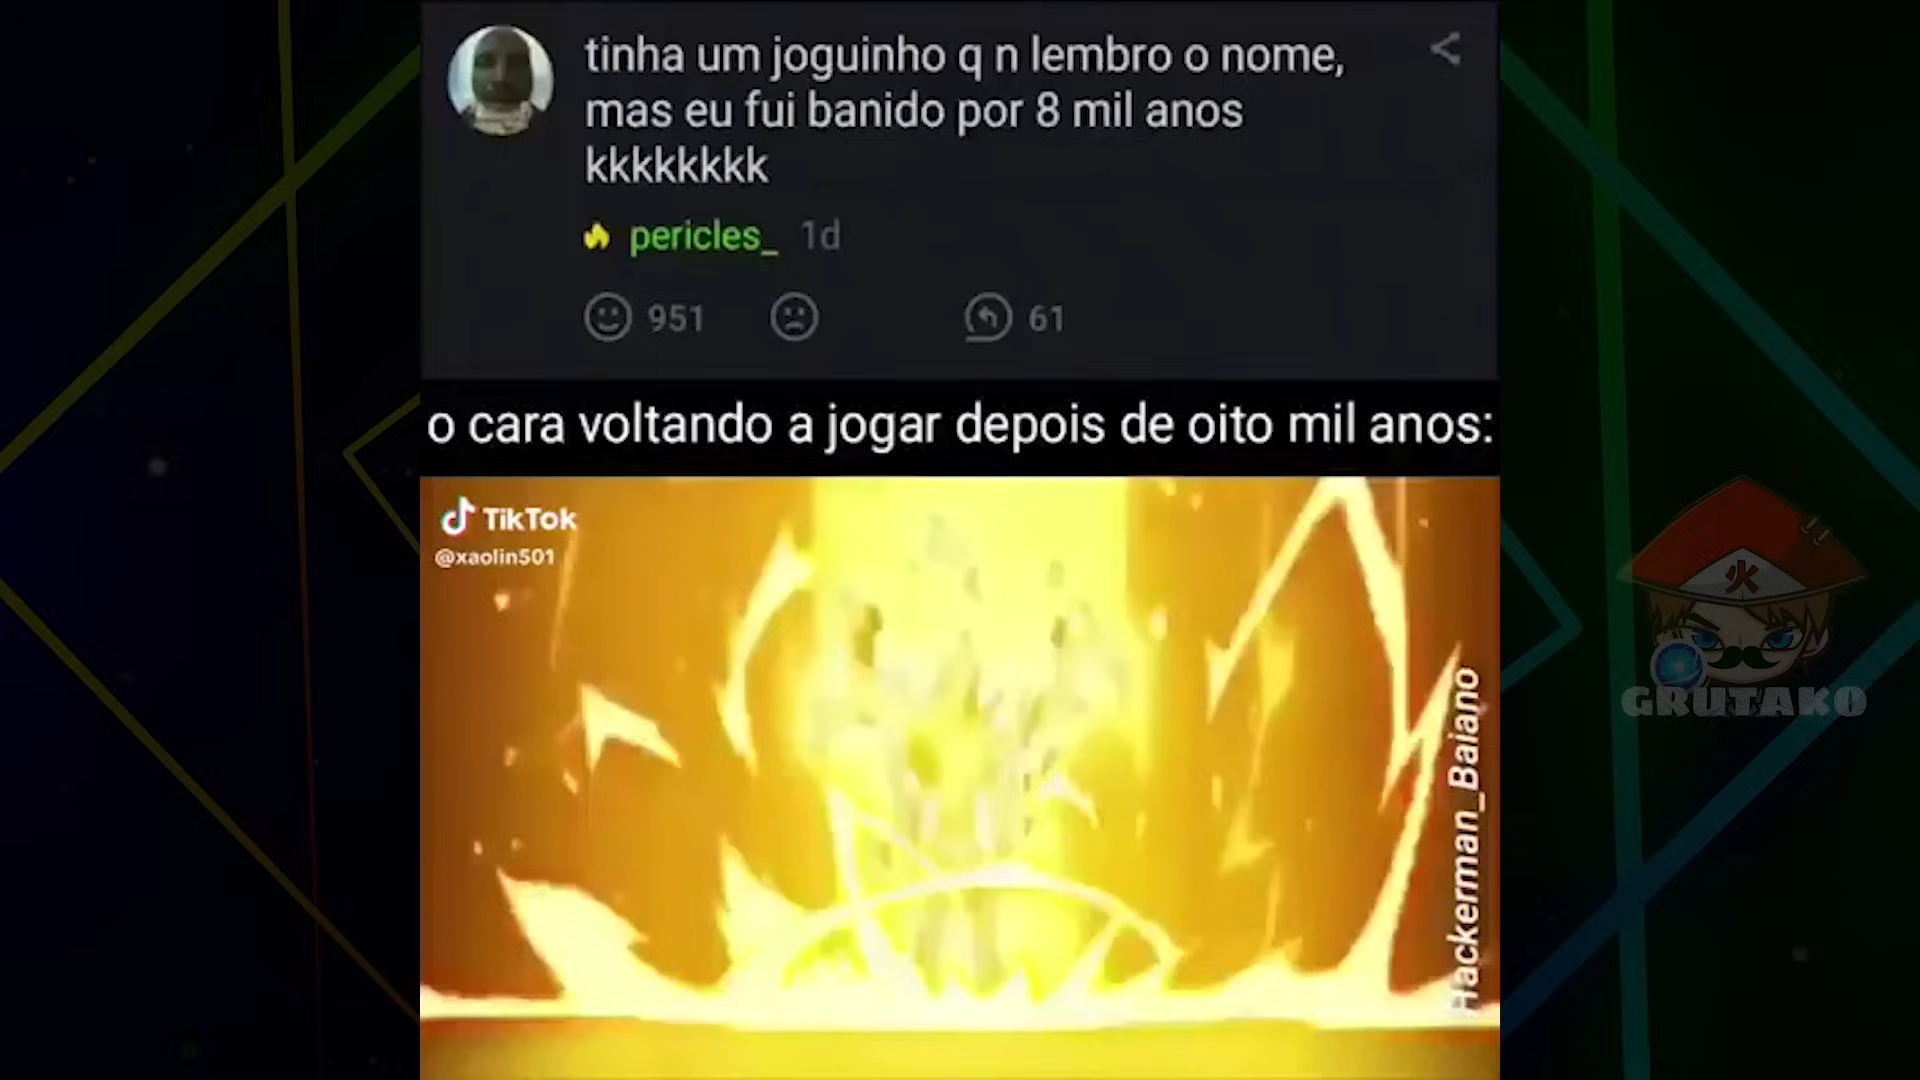 tinha um joguinho q n lembro o nome,
mas eu fui banido por 8 mil anos
kkkkkkkk
pericles_ 1d
951 61
o cara voltando a jogar depois de oito mil anos:
TikTok
@xaolin501
Hackerman_Baiano
火
GRUTAKO